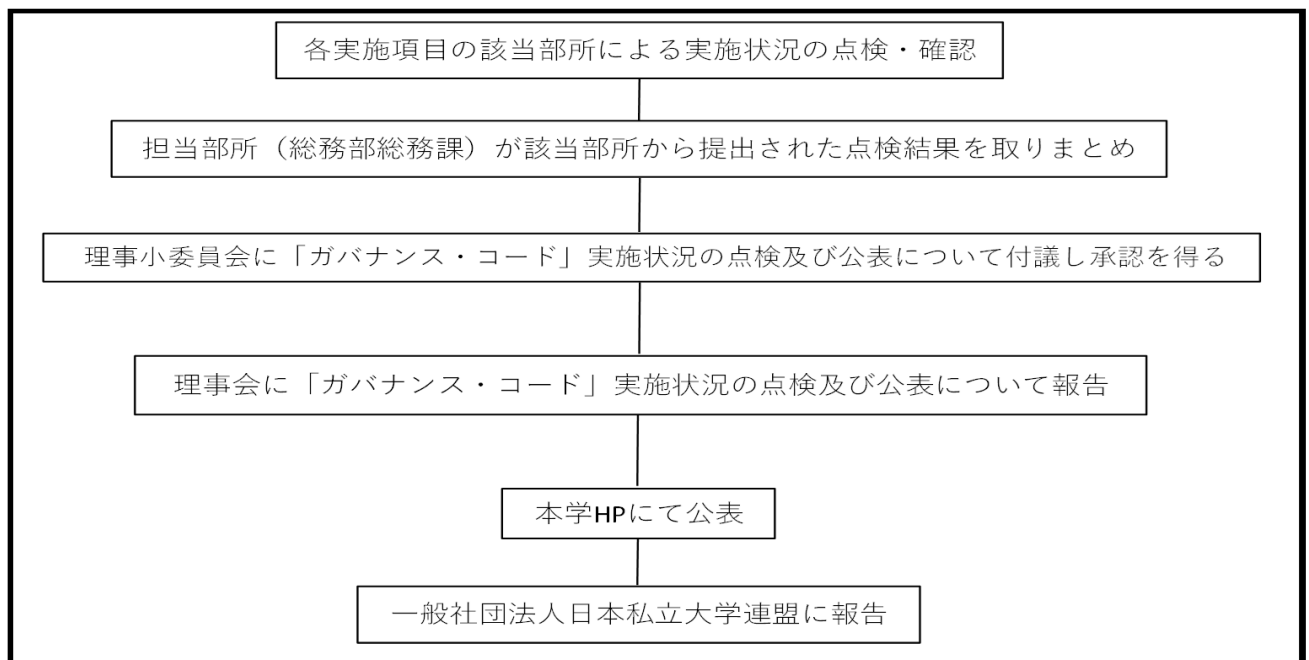 各実施項目の該当部所による実施状況の点検・確認
担当部所（総務部総務課）が該当部所から提出された点検結果を取りまとめ
理事小委員会に「ガバナンス・コード」実施状況の点検及び公表について付議し承認を得る
理事会に「ガバナンス・コード」実施状況の点検及び公表について報告
本学HPにて公表
一般社団法人日本私立大学連盟に報告